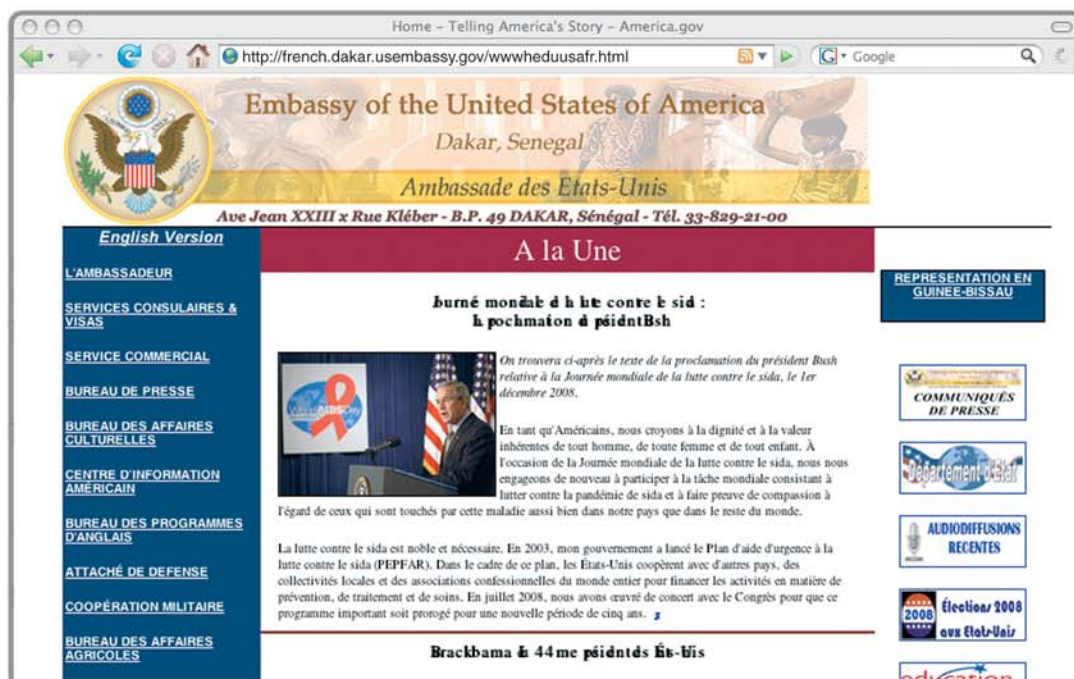 Home – Telling America's Story – America.gov
http://french.dakar.usembassy.gov/wwwheduusafr.html
Google
Embassy of the United States of America
Dakar, Senegal
Ambassade des Etats-Unis
Ave Jean XXIII x Rue Kléber - B.P. 49 DAKAR, Sénégal - Tél. 33-829-21-00
English Version
L'AMBASSADEUR
SERVICES CONSULAIRES &
VISAS
SERVICE COMMERCIAL
BUREAU DE PRESSE
BUREAU DES AFFAIRES
CULTURELLES
CENTRE D'INFORMATION
AMÉRICAIN
BUREAU DES PROGRAMMES
D'ANGLAIS
ATTACHÉ DE DEFENSE
COOPÉRATION MILITAIRE
BUREAU DES AFFAIRES
AGRICOLES
A la Une
contre
On trouvera ci-après le texte de la proclamation du président Bush
relative à la Journée mondiale de la lutte contre le sida, le 1er
décembre 2008.
En tant qu'Américains, nous croyons à la dignité et à la valeur
inhérentes de tout homme, de toute femme et de tout enfant. À
l'occasion de la Journée mondiale de la lutte contre le sida, nous nous
engageons de nouveau à participer à la tâche mondiale consistant à
lutter contre la pandémie de sida et à faire preuve de compassion à
l'égard de ceux qui sont touchés par cette maladie aussi bien dans notre pays que dans le reste du monde.
La lutte contre le sida est noble et nécessaire. En 2003, mon gouvernement a lancé le Plan d'aide d'urgence à la
lutte contre le sida (PEPFAR). Dans le cadre de ce plan, les États-Unis coopèrent avec d'autres pays, des
collectivités locales et des associations confessionnelles du monde entier pour financer les activités en matière de
prévention, de traitement et de soins. En juillet 2008, nous avons œuvré de concert avec le Congrès pour que ce
programme important soit prorogé pour une nouvelle période de cinq ans.
44
World AIDS Day
REPRESENTATION EN
GUINEE-BISSAU
COMMUNIQUÉS
DE PRESSE
Département d'Etat
AUDIODIFFUSIONS
RECENTES
2008
Élections 2008
aux Etats-Unis
education